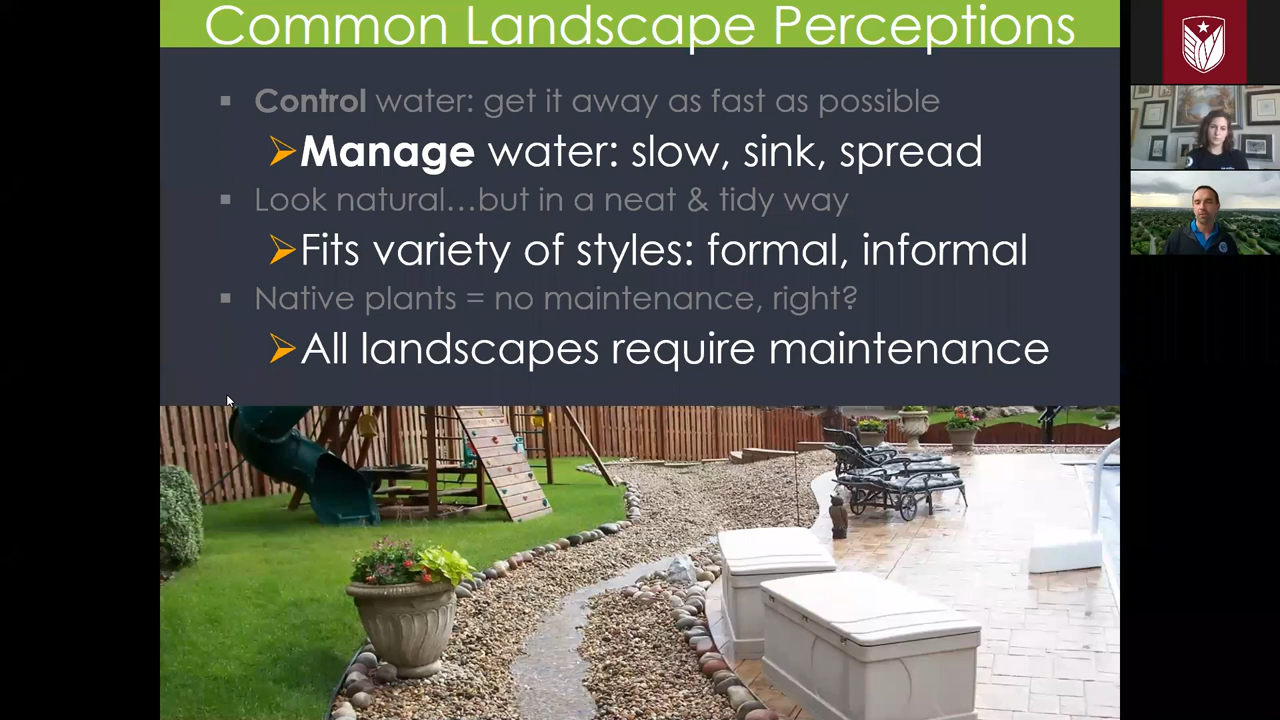 Common Landscape Perceptions
▪ Control water: get it away as fast as possible
➢Manage water: slow, sink, spread
▪ Look natural…but in a neat & tidy way
➢Fits variety of styles: formal, informal
▪ Native plants = no maintenance, right?
➢All landscapes require maintenance